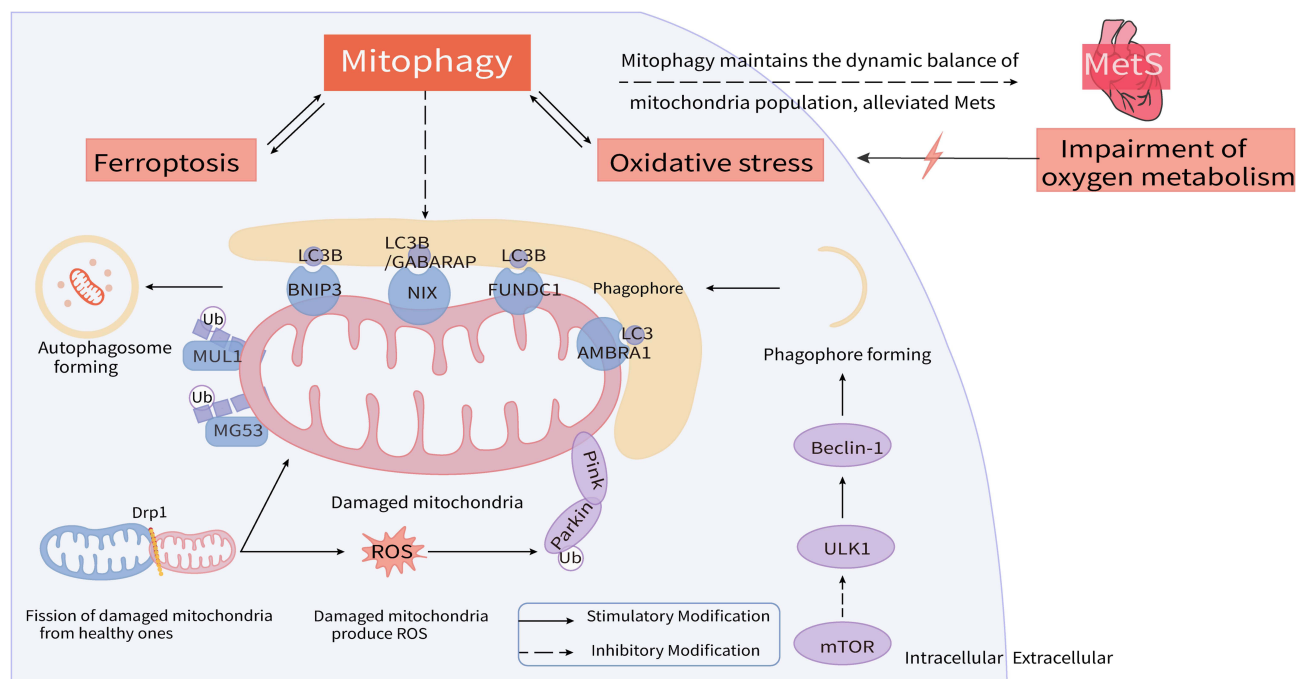 Mitophagy
Mitophagy maintains the dynamic balance of
mitochondria population, alleviated Mets
MetS
Ferroptosis
Oxidative stress
Impairment of
oxygen metabolism
LC3B
LC3B
/GABARAP
LC3B
BNIP3
NIX
FUNDC1
Phagophore
LC3
AMBRA1
Autophagosome
forming
Ub
MUL1
Ub
MG53
Phagophore forming
Beclin-1
ULK1
mTOR
Pink
Parkin
Ub
Damaged mitochondria
Drp1
ROS
Fission of damaged mitochondria
from healthy ones
Damaged mitochondria
produce ROS
Stimulatory Modification
Inhibitory Modification
Intracellular
Extracellular